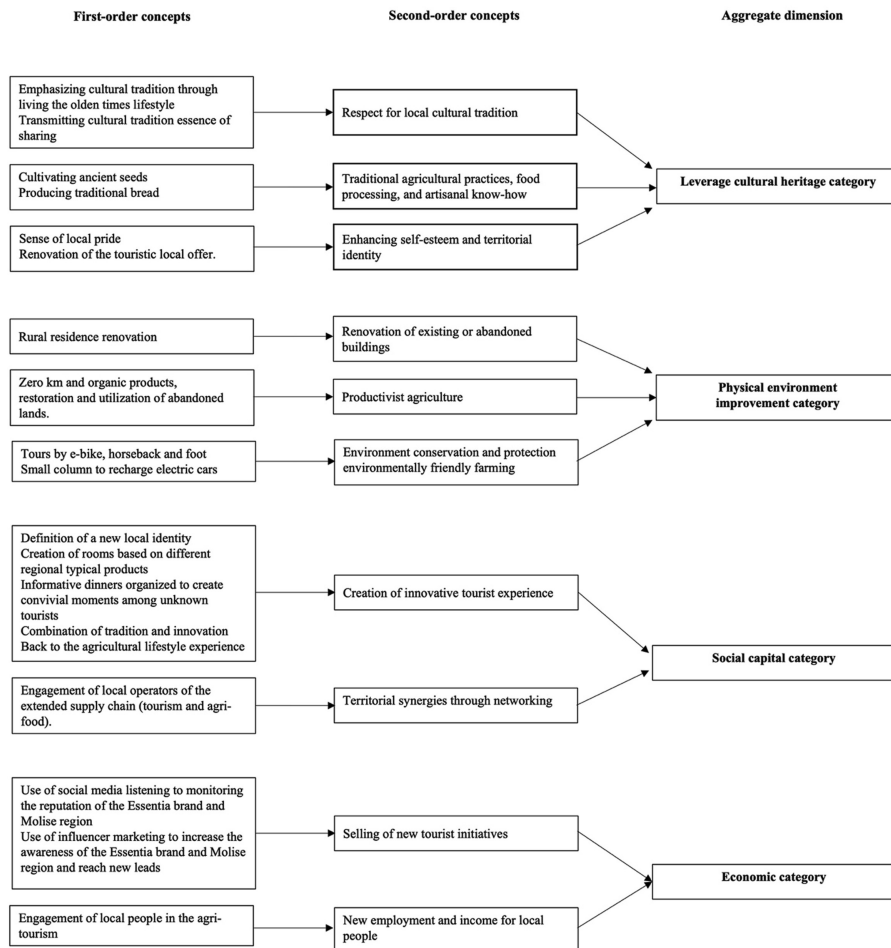 First-order concepts
Second-order concepts
Aggregate dimension
Emphasizing cultural tradition through
living the olden times lifestyle
Transmitting cultural tradition essence of
sharing
Respect for local cultural tradition
Cultivating ancient seeds
Producing traditional bread
Traditional agricultural practices, food
processing, and artisanal know-how
Leverage cultural heritage category
Sense of local pride
Renovation of the touristic local offer.
Enhancing self-esteem and territorial
identity
Rural residence renovation
Renovation of existing or abandoned
buildings
Zero km and organic products,
restoration and utilization of abandoned
lands.
Productivist agriculture
Physical environment
improvement category
Tours by e-bike, horseback and foot
Small column to recharge electric cars
Environment conservation and protection
environmentally friendly farming
Definition of a new local identity
Creation of rooms based on different
regional typical products
Informative dinners organized to create
convivial moments among unknown
tourists
Combination of tradition and innovation
Back to the agricultural lifestyle experience
Creation of innovative tourist experience
Social capital category
Engagement of local operators of the
extended supply chain (tourism and agri-
food).
Territorial synergies through networking
Use of social media listening to monitoring
the reputation of the Essentia brand and
Molise region
Use of influencer marketing to increase the
awareness of the Essentia brand and Molise
region and reach new leads
Selling of new tourist initiatives
Economic category
Engagement of local people in the agri-
tourism
New employment and income for local
people